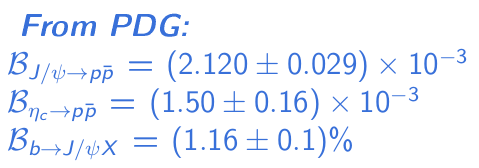 From PDG:
ℬ_{J/ψ→pp̄} = (2.120 ± 0.029) × 10^{−3}
ℬ_{η_c→pp̄} = (1.50 ± 0.16) × 10^{−3}
ℬ_{b→J/ψX} = (1.16 ± 0.1)%